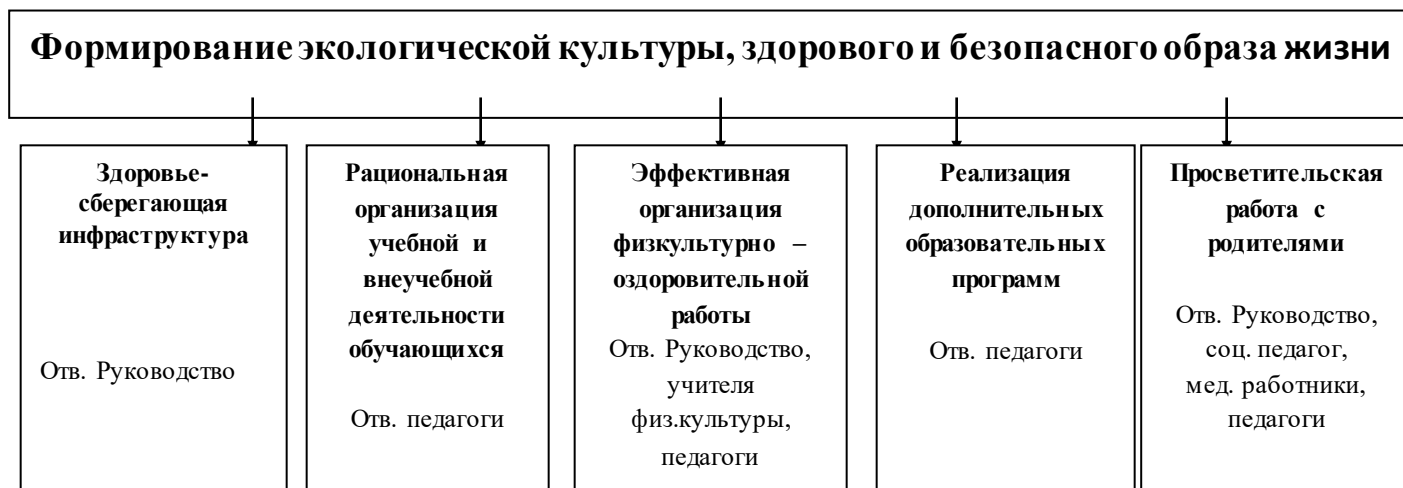 Формирование экологической культуры, здорового и безопасного образа жизни
Здоровье-
сберегающая
инфраструктура
Отв. Руководство
Рациональная
организация
учебной и
внеучебной
деятельности
обучающихся
Отв. педагоги
Эффективная
организация
физкультурно –
оздоровительной
работы
Отв. Руководство,
учителя
физ.культуры,
педагоги
Реализация
дополнительных
образовательных
программ
Отв. педагоги
Просветительская
работа с
родителями
Отв. Руководство,
соц. педагог,
мед. работники,
педагоги